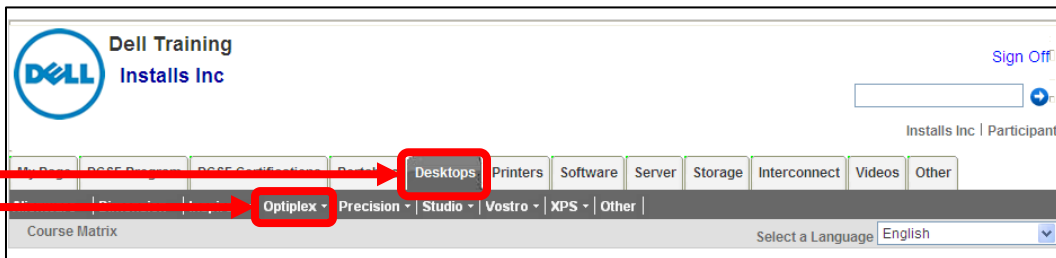 Dell Training
DELL
Installs Inc
Sign Off
Installs Inc | Participant
Desktops Printers Software Server Storage Interconnect Videos Other
Optiplex Precision | Studio | Vostro | XPS | Other |
Course Matrix
Select a Language English